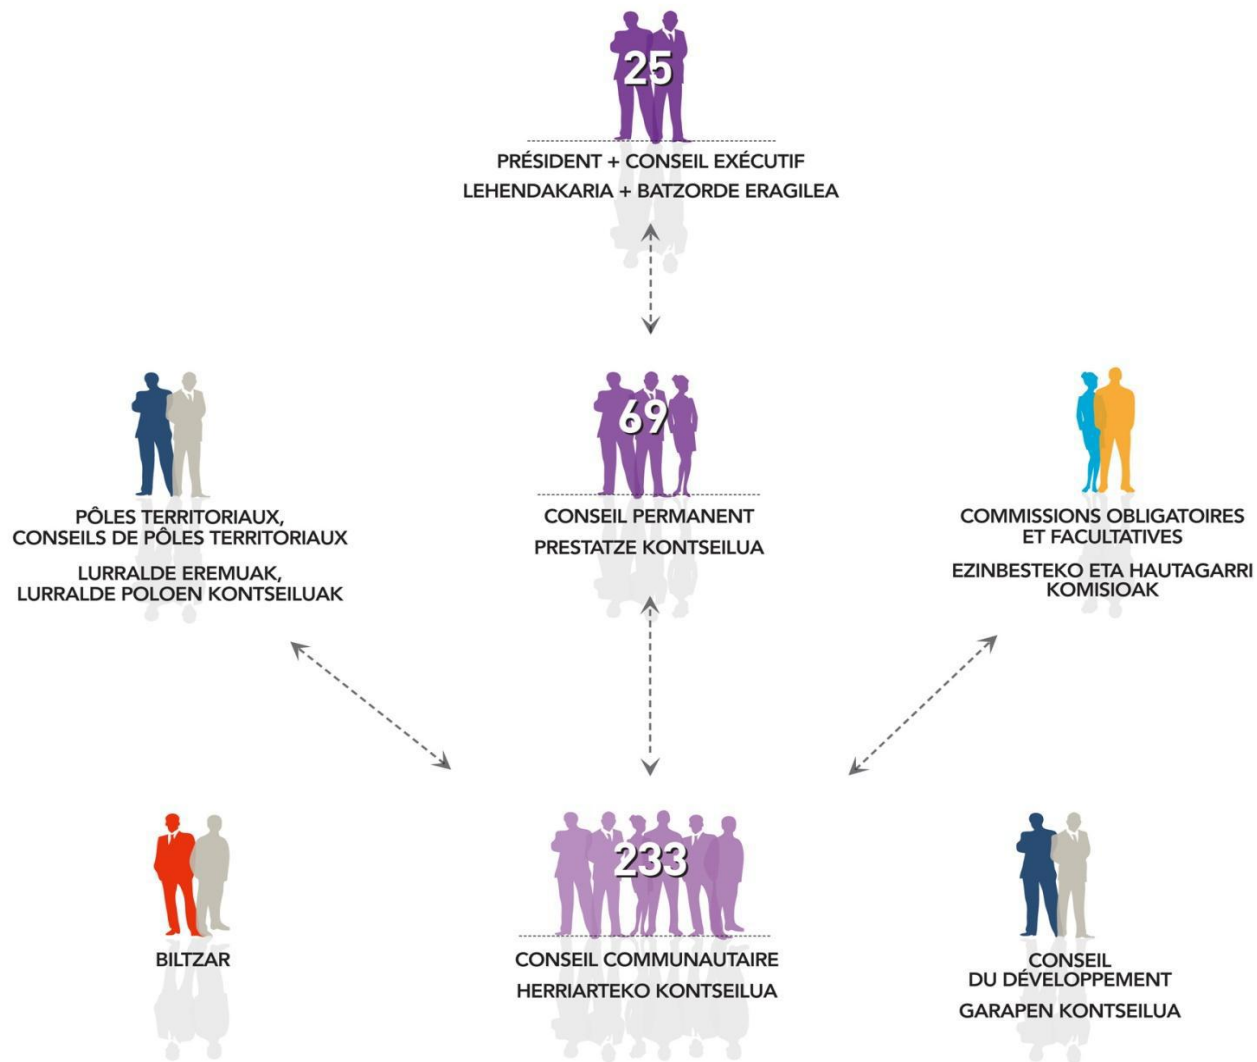 25
PRÉSIDENT + CONSEIL EXÉCUTIF
LEHENDAKARIA + BATZORDE ERAGILEA
PÔLES TERRITORIAUX,
CONSEILS DE PÔLES TERRITORIAUX
LURRALDE EREMUAK,
LURRALDE POLOEN KONTSEILUAK
69
CONSEIL PERMANENT
PRESTATZE KONTSEILUA
COMMISSIONS OBLIGATOIRES
ET FACULTATIVES
EZINBESTEKO ETA HAUTAGARRI
KOMISIOAK
BILTZAR
233
CONSEIL COMMUNAUTAIRE
HERRIARTEKO KONTSEILUA
CONSEIL
DU DÉVELOPPEMENT
GARAPEN KONTSEILUA